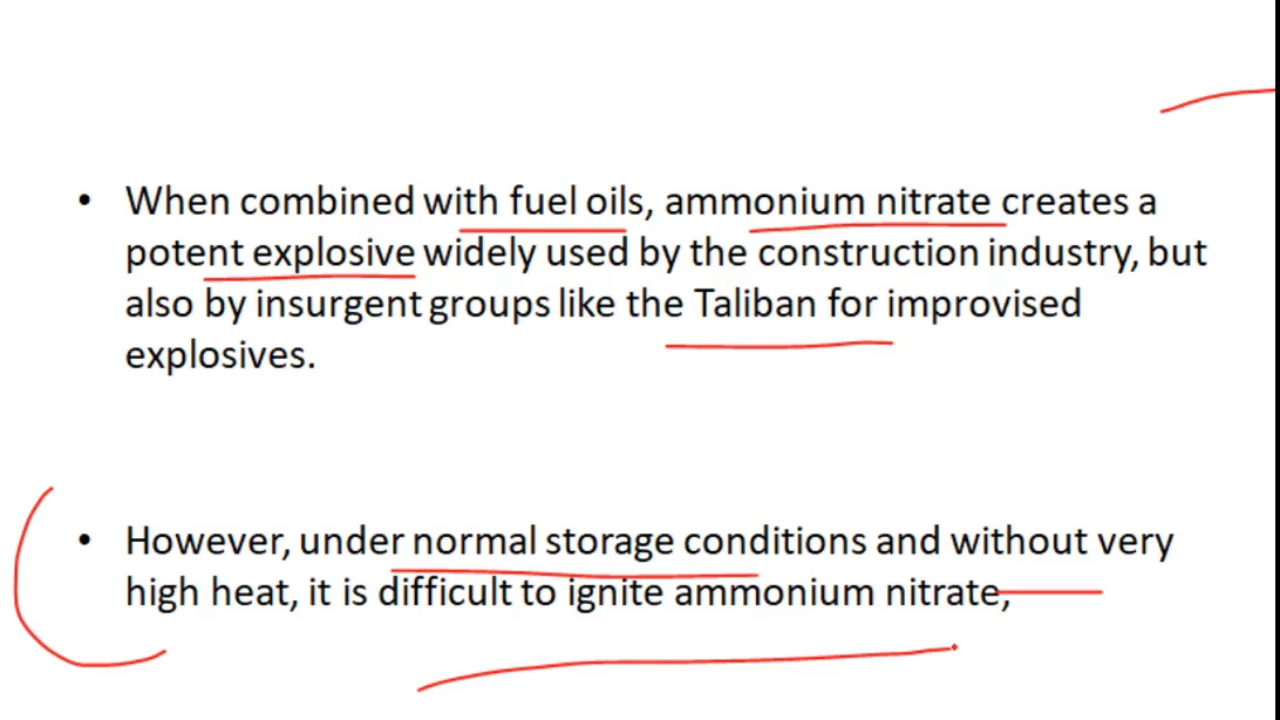 • When combined with fuel oils, ammonium nitrate creates a
potent explosive widely used by the construction industry, but
also by insurgent groups like the Taliban for improvised
explosives.
• However, under normal storage conditions and without very
high heat, it is difficult to ignite ammonium nitrate,